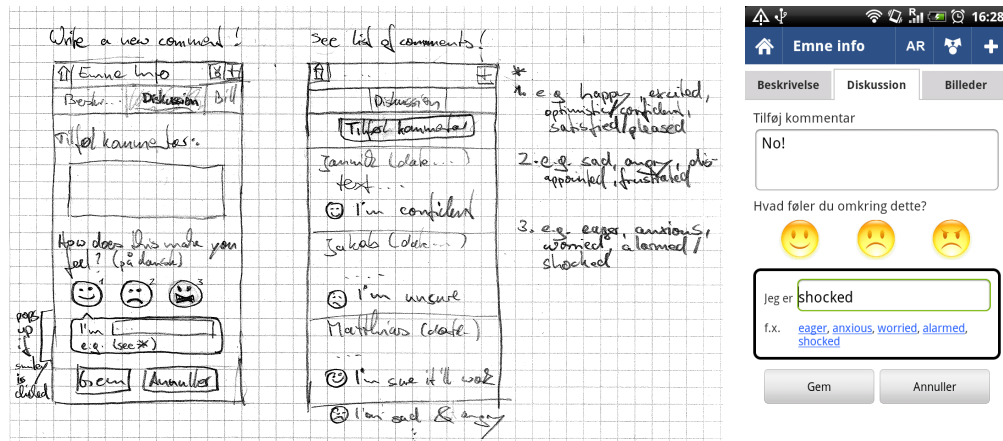 Write a new comment!
Emne Info
Beskr... Diskussion Bill
Tilføj kommentar:
How does this make you
feel? (på dansk)
1 2 3
I'm
e.g. (see *)
pops
up
if
smiley
is
clicked
Gem Annuller
See list of comments!
...
Diskussion
Tilføj kommentar
Jannick (date...)
text....
I'm confident
Jakob (date...)
....
I'm unsure
Matthias (date..)
...
I'm sure it'll work
I'm sad & angry
*
1. e.g. happy, excited,
optimistic/confident,
satisfied/pleased
2. e.g. sad, angry, dis-
appointed, frustrated
3. e.g. eager, anxious,
worried, alarmed/
shocked
16:28
Emne info AR
Beskrivelse Diskussion Billeder
Tilføj kommentar
No!
Hvad føler du omkring dette?
Jeg er shocked
f.x. eager, anxious, worried, alarmed,
shocked
Gem Annuller